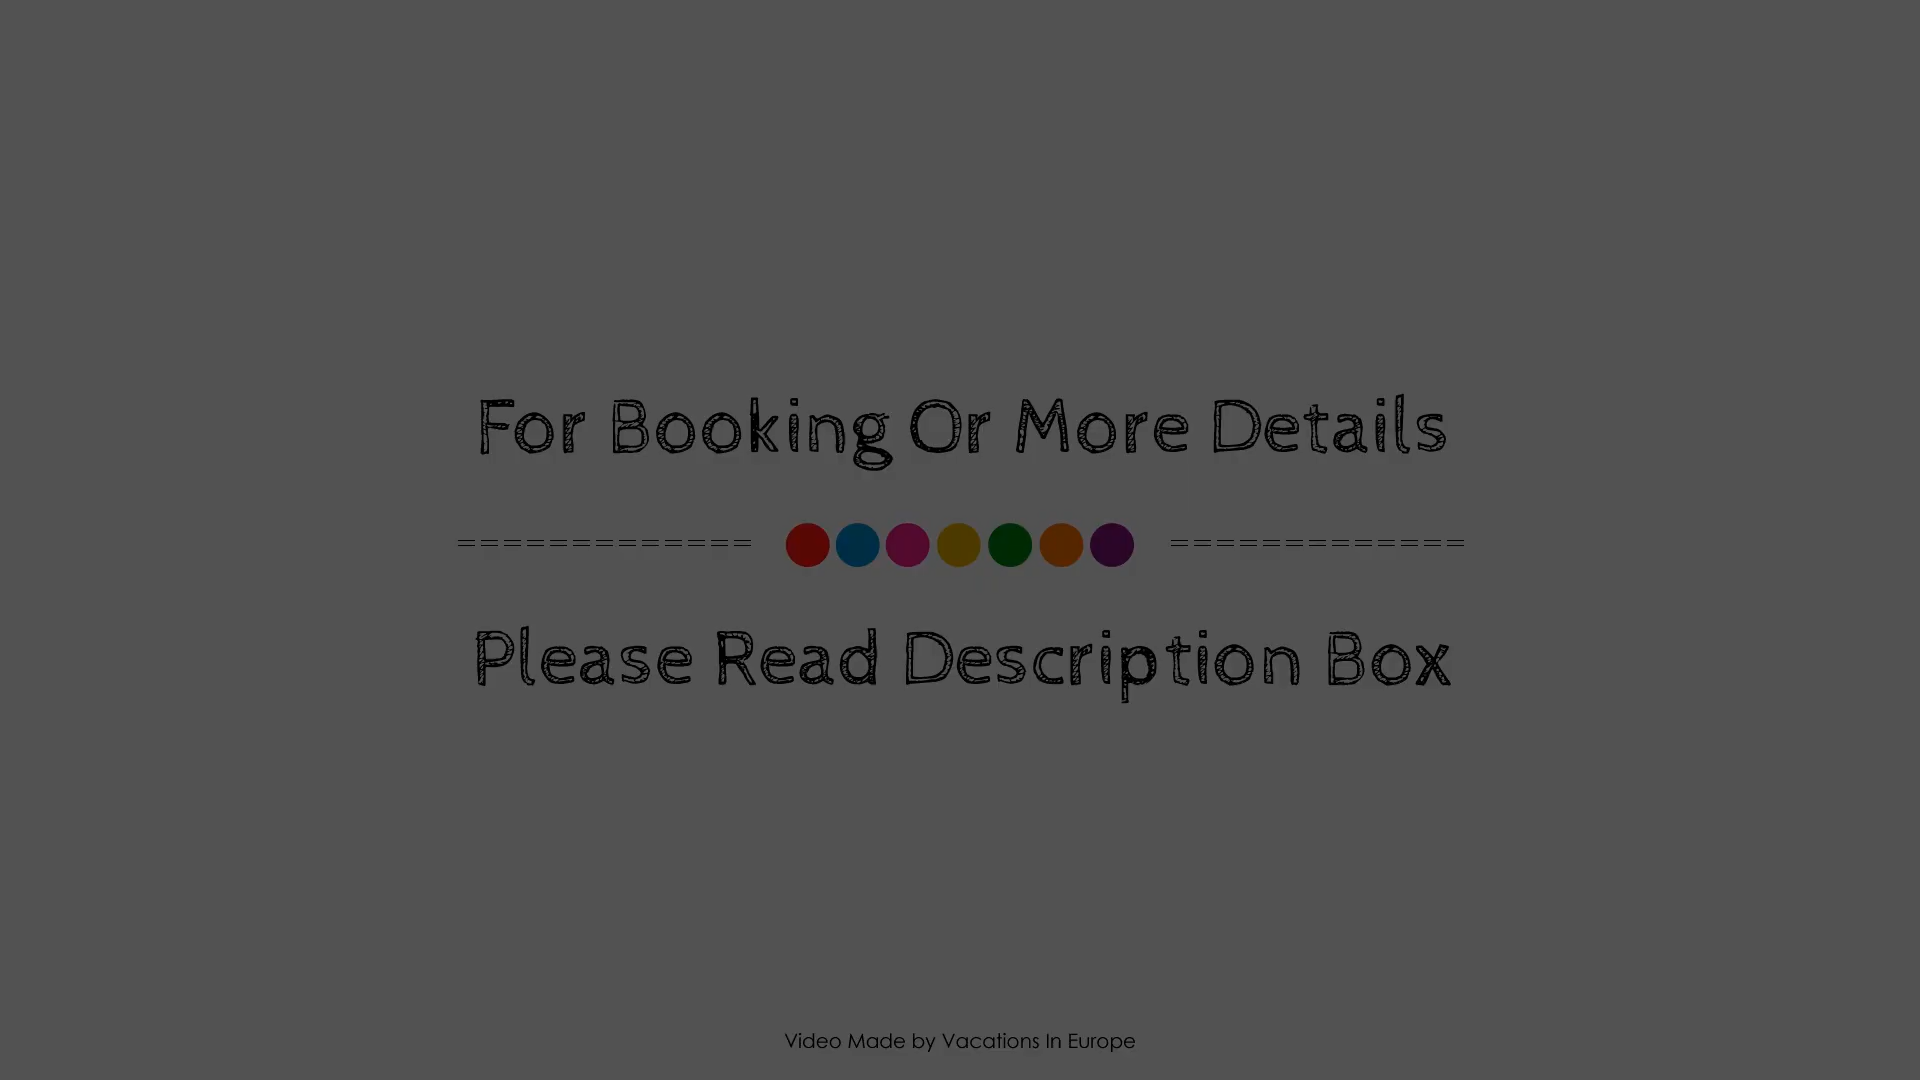 For Booking Or More Details
============= =============
Please Read Description Box
Video Made by Vacations In Europe